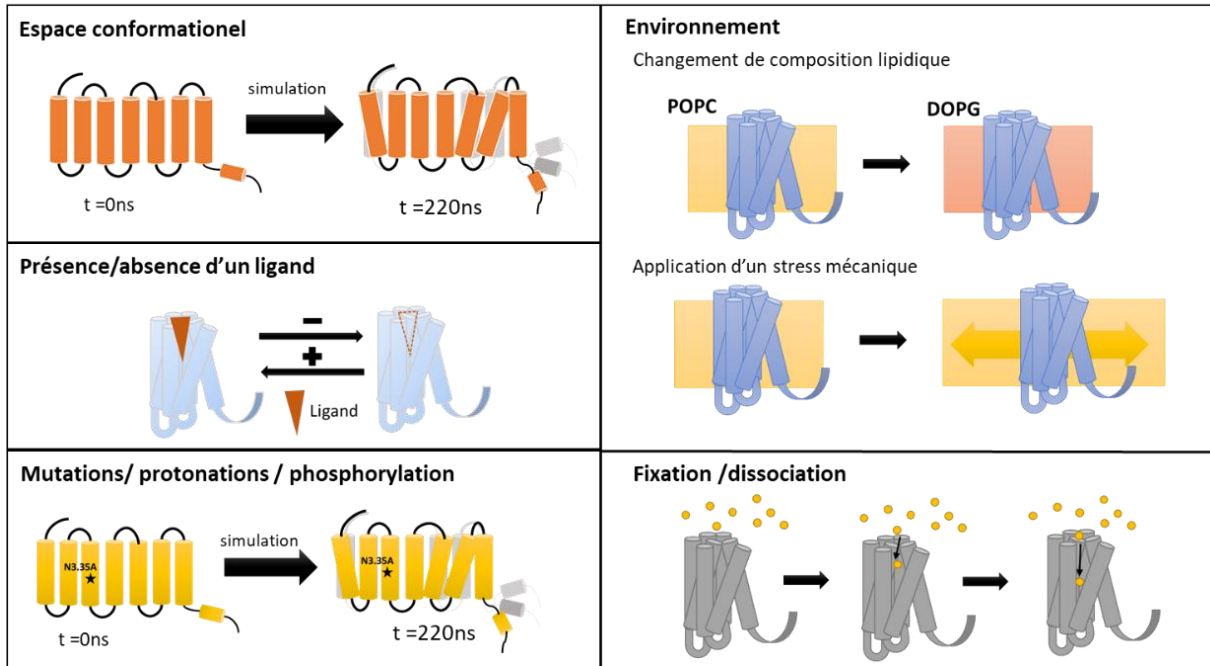 Espace conformationel
simulation
t =0ns
t =220ns
Présence/absence d’un ligand
-
+
Ligand
Mutations/ protonations / phosphorylation
N3.35A
simulation
N3.35A
t =0ns
t =220ns
Environnement
Changement de composition lipidique
POPC
DOPG
Application d’un stress mécanique
Fixation /dissociation